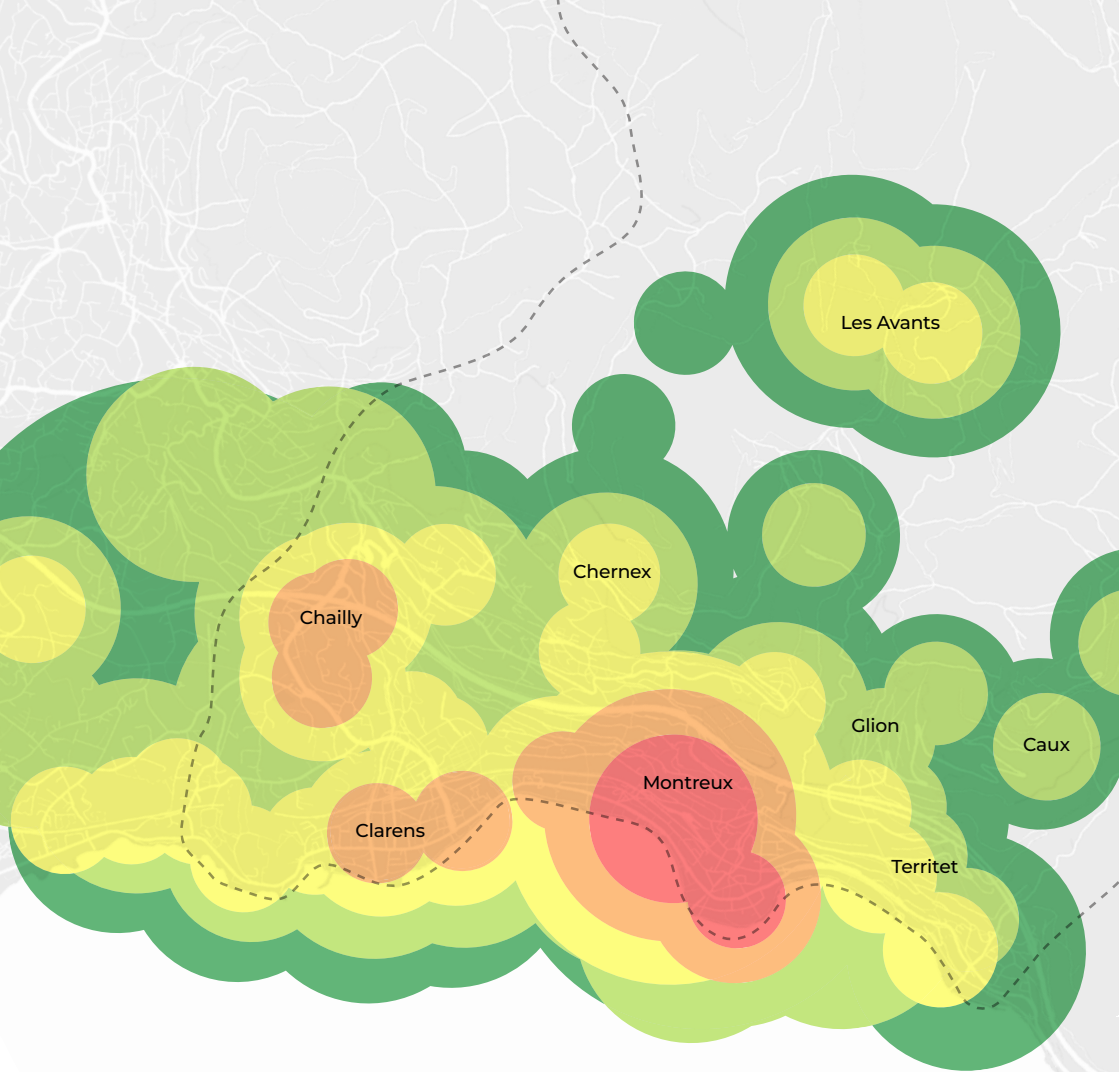 Les Avants
Chernex
Chailly
Glion
Caux
Montreux
Clarens
Territet